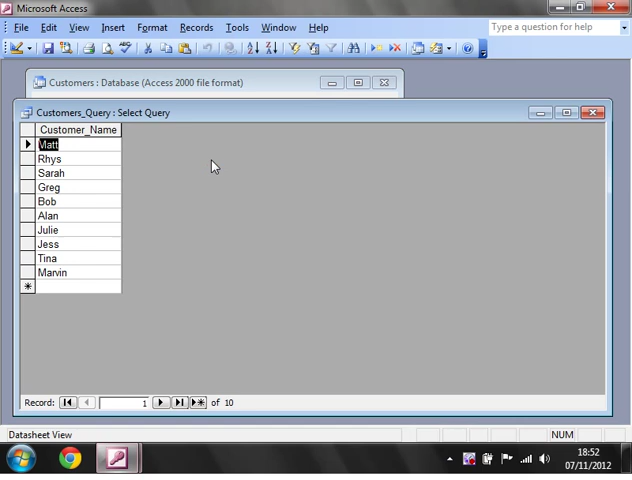 Microsoft Access
File Edit View Insert Format Records Tools Window Help Type a question for help
Customers : Database (Access 2000 file format)
Customers_Query : Select Query
Customer_Name
Matt
Rhys
Sarah
Greg
Bob
Alan
Julie
Jess
Tina
Marvin
Record: 1 of 10
Datasheet View NUM
18:52
07/11/2012